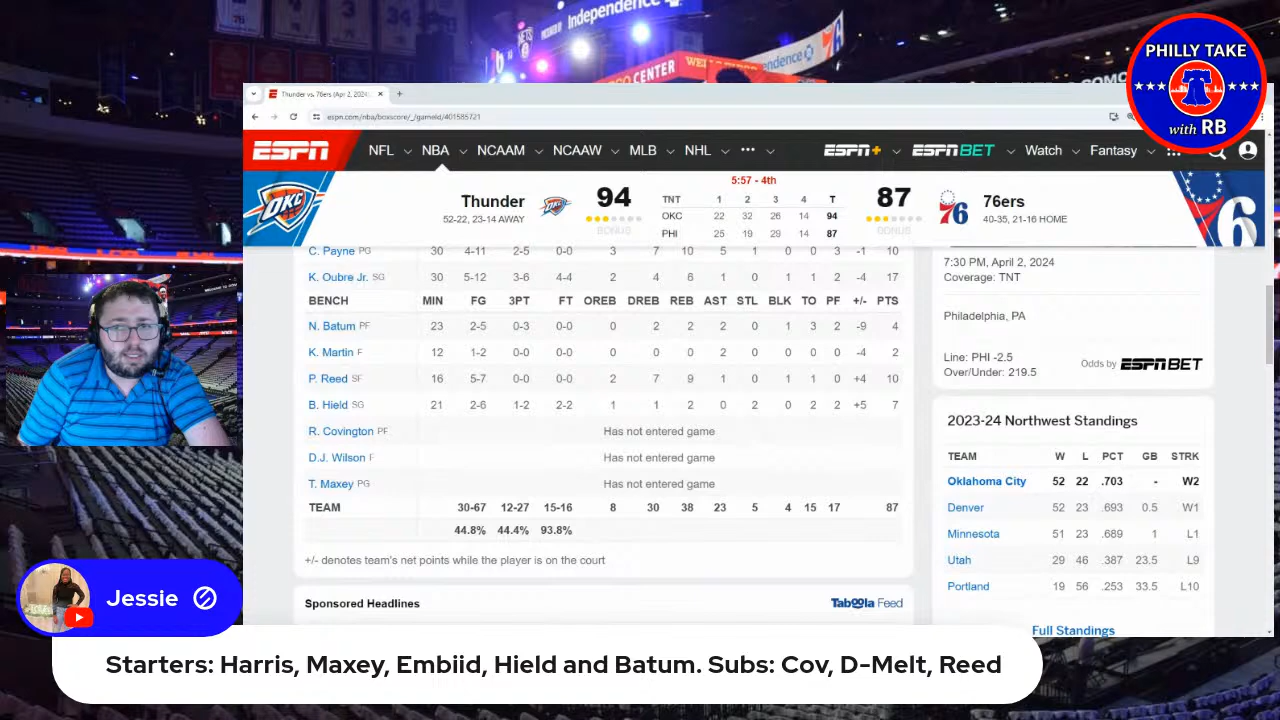 Independence
PHILLY TAKE
with RB
Thunder vs. 76ers (Apr 2, 2024)
espn.com/nba/boxscore/_/gameId/401585721
ESPN NFL NBA NCAAM NCAAW MLB NHL ••• ESPN+ ESPN BET Watch Fantasy
5:57 - 4th
OKC Thunder 94 TNT 1 2 3 4 T 87 76ers
52-22, 23-14 AWAY OKC 22 32 26 14 94 40-35, 21-16 HOME
BONUS PHI 25 19 29 14 87 BONUS
C. Payne PG 30 4-11 2-5 0-0 3 7 10 5 1 0 0 3 -1 10
K. Oubre Jr. SG 30 5-12 3-6 4-4 2 4 6 1 0 1 1 2 -4 17
BENCH MIN FG 3PT FT OREB DREB REB AST STL BLK TO PF +/- PTS
N. Batum PF 23 2-5 0-3 0-0 0 2 2 2 0 1 3 2 -9 4
K. Martin F 12 1-2 0-0 0-0 0 0 0 2 0 0 0 0 -4 2
P. Reed SF 16 5-7 0-0 0-0 2 7 9 1 0 1 1 0 +4 10
B. Hield SG 21 2-6 1-2 2-2 1 1 2 0 2 0 2 2 +5 7
R. Covington PF Has not entered game
D.J. Wilson F Has not entered game
T. Maxey PG Has not entered game
TEAM 30-67 12-27 15-16 8 30 38 23 5 4 15 17 87
44.8% 44.4% 93.8%
+/- denotes team's net points while the player is on the court
Sponsored Headlines Taboola Feed
7:30 PM, April 2, 2024
Coverage: TNT
Philadelphia, PA
Line: PHI -2.5
Over/Under: 219.5
Odds by ESPN BET
2023-24 Northwest Standings
TEAM W L PCT GB STRK
Oklahoma City 52 22 .703 - W2
Denver 52 23 .693 0.5 W1
Minnesota 51 23 .689 1 L1
Utah 29 46 .387 23.5 L9
Portland 19 56 .253 33.5 L10
Full Standings
Jessie
Starters: Harris, Maxey, Embiid, Hield and Batum. Subs: Cov, D-Melt, Reed